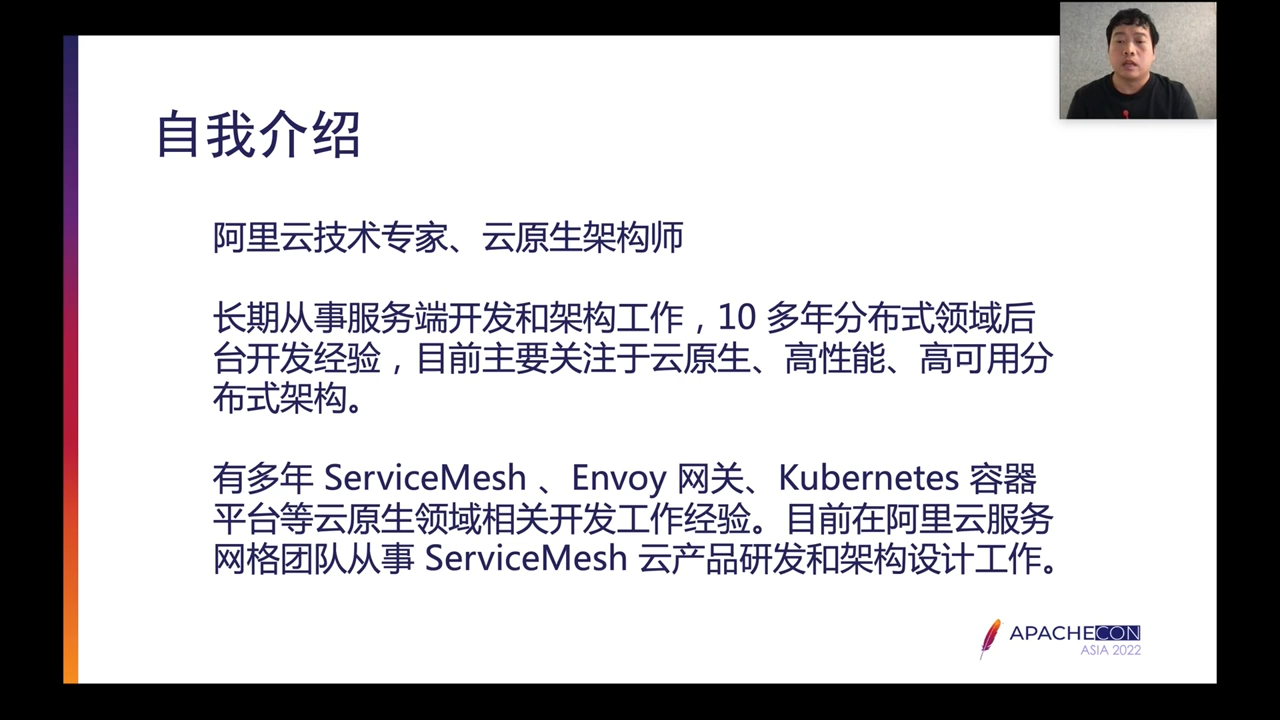 自我介绍
阿里云技术专家、云原生架构师
长期从事服务端开发和架构工作，10 多年分布式领域后
台开发经验，目前主要关注于云原生、高性能、高可用分
布式架构。
有多年 ServiceMesh 、Envoy 网关、Kubernetes 容器
平台等云原生领域相关开发工作经验。目前在阿里云服务
网格团队从事 ServiceMesh 云产品研发和架构设计工作。
APACHECON
ASIA 2022